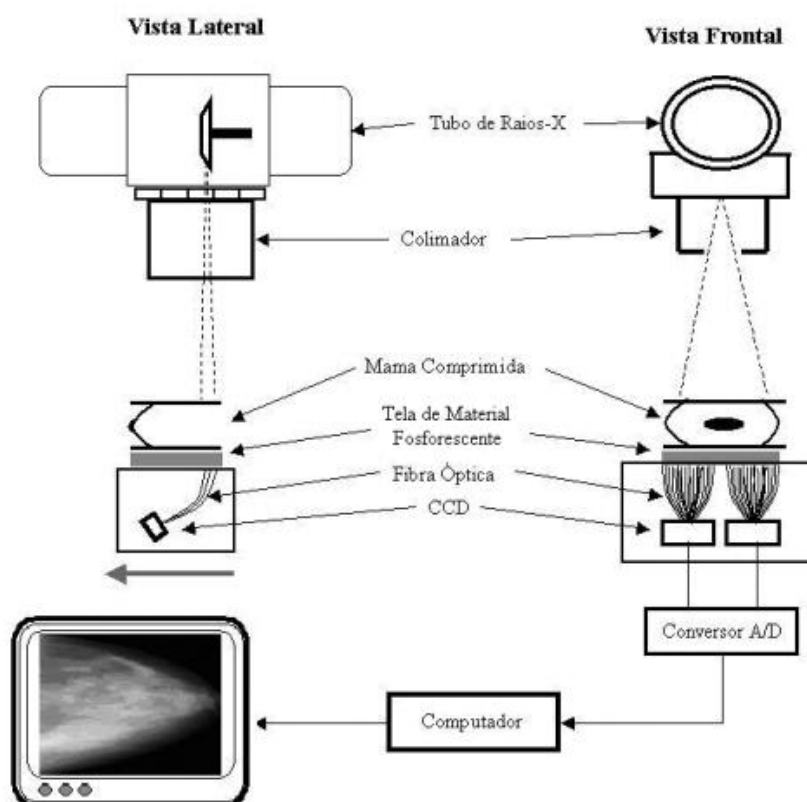 Vista Lateral
Vista Frontal
Tubo de Raios-X
Colimador
Mama Comprimida
Tela de Material
Fosforescente
Fibra Óptica
CCD
Conversor A/D
Computador